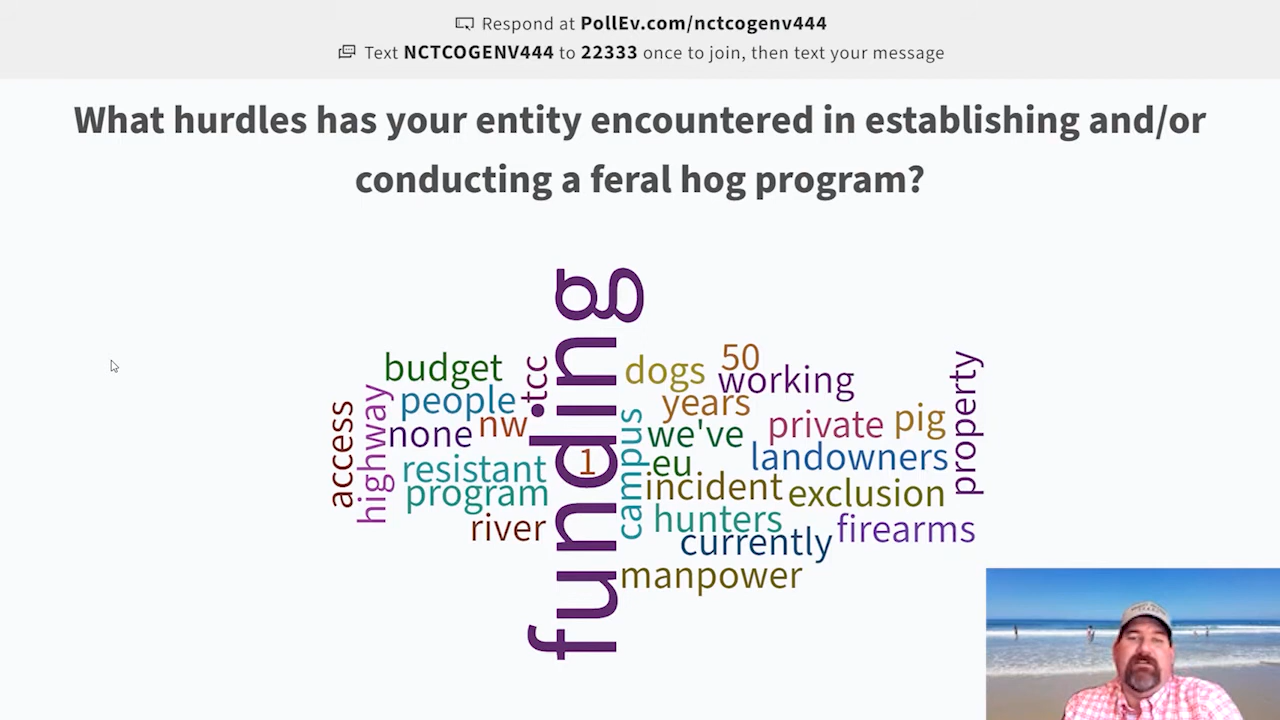 Respond at PollEv.com/nctcogenv444
Text NCTCOGENV444 to 22333 once to join, then text your message
What hurdles has your entity encountered in establishing and/or
conducting a feral hog program?
funding
budget
tcc
dogs
50
working
people
years
property
access
highway
none
nw
campus
we've
private
pig
resistant
1
eu
landowners
program
incident
exclusion
river
hunters
firearms
currently
manpower